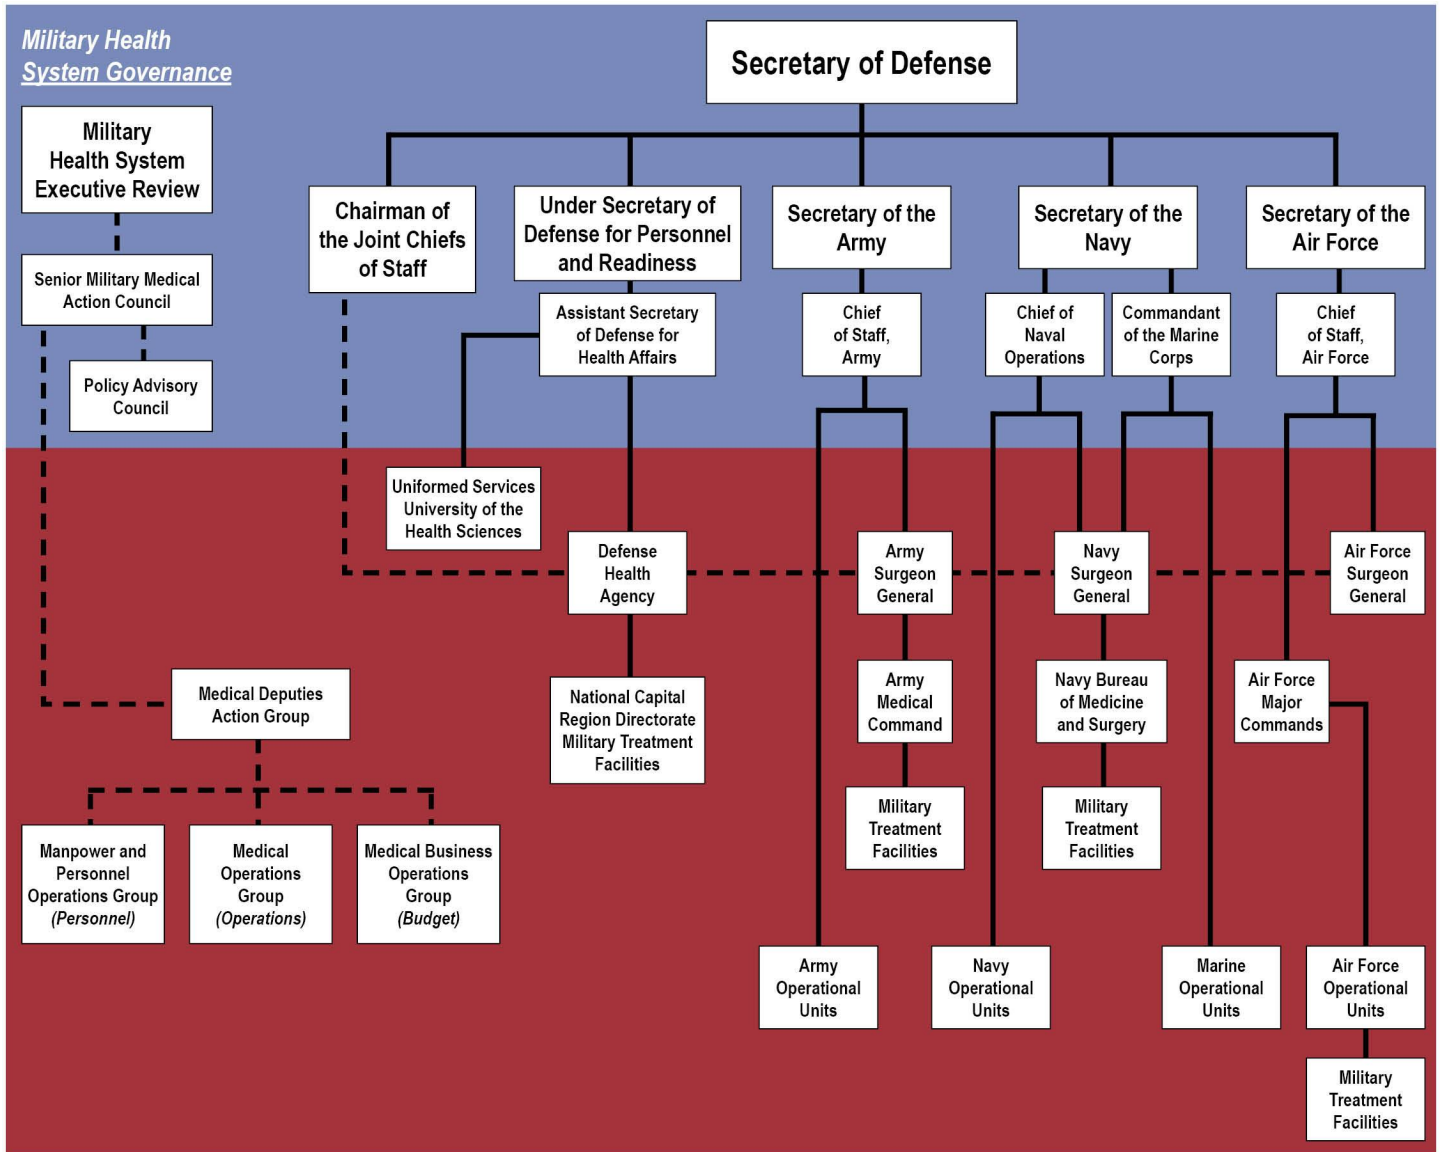 Military Health
System Governance
Secretary of Defense
Military
Health System
Executive Review
Chairman of
the Joint Chiefs
of Staff
Under Secretary of
Defense for Personnel
and Readiness
Secretary of the
Army
Secretary of the
Navy
Secretary of the
Air Force
Senior Military Medical
Action Council
Assistant Secretary
of Defense for
Health Affairs
Chief
of Staff,
Army
Chief of
Naval
Operations
Commandant
of the Marine
Corps
Chief
of Staff,
Air Force
Policy Advisory
Council
Uniformed Services
University of the
Health Sciences
Defense
Health
Agency
Army
Surgeon
General
Navy
Surgeon
General
Air Force
Surgeon
General
Medical Deputies
Action Group
National Capital
Region Directorate
Military Treatment
Facilities
Army
Medical
Command
Navy Bureau
of Medicine
and Surgery
Air Force
Major
Commands
Military
Treatment
Facilities
Military
Treatment
Facilities
Manpower and
Personnel
Operations Group
(Personnel)
Medical
Operations
Group
(Operations)
Medical Business
Operations
Group
(Budget)
Army
Operational
Units
Navy
Operational
Units
Marine
Operational
Units
Air Force
Operational
Units
Military
Treatment
Facilities